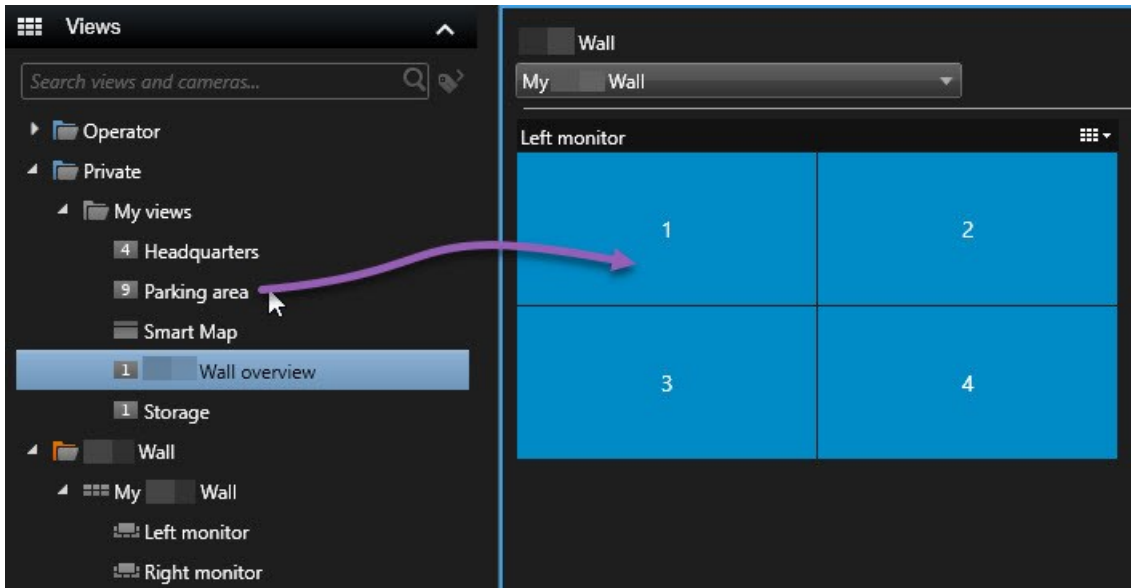 Views
Search views and cameras...
Operator
Private
My views
4 Headquarters
9 Parking area
Smart Map
1 Wall overview
1 Storage
Wall
My Wall
Left monitor
Right monitor
Wall
My Wall
Left monitor
1 2
3 4